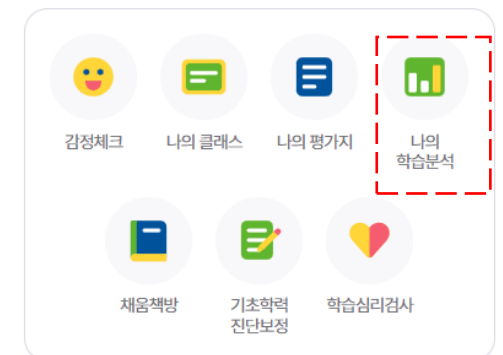 감정체크
나의 클래스
나의 평가지
나의
학습분석
채움책방
기초학력
진단보정
학습심리검사